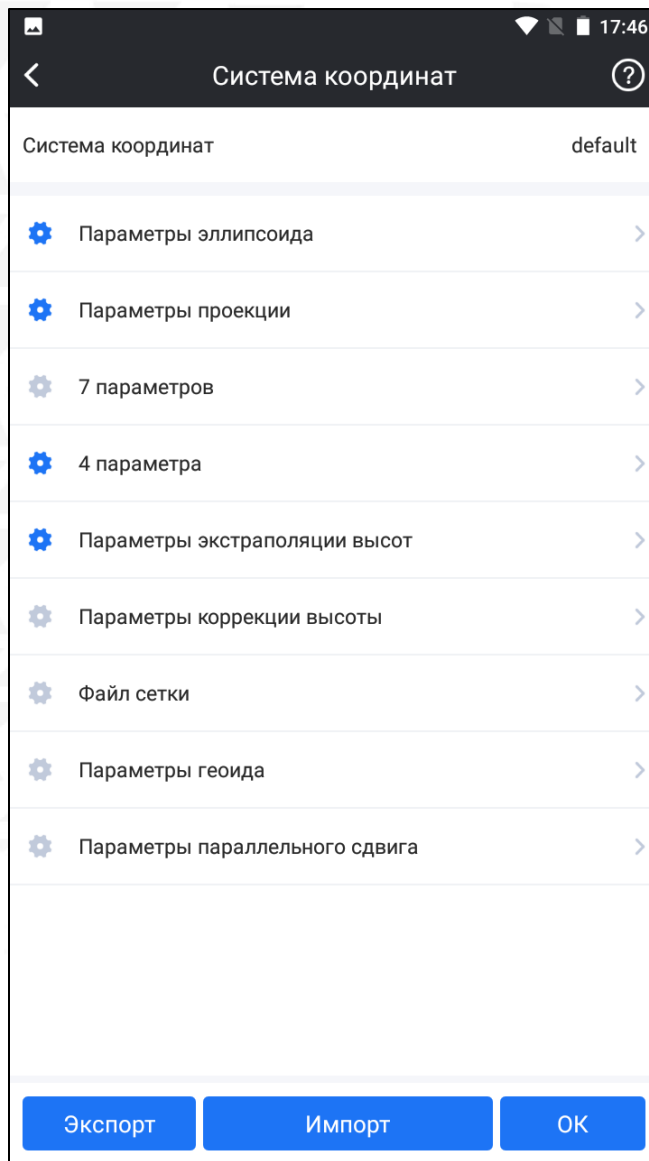 17:46
Система координат
Система координат default
Параметры эллипсоида
Параметры проекции
7 параметров
4 параметра
Параметры экстраполяции высот
Параметры коррекции высоты
Файл сетки
Параметры геоида
Параметры параллельного сдвига
Экспорт Импорт OK